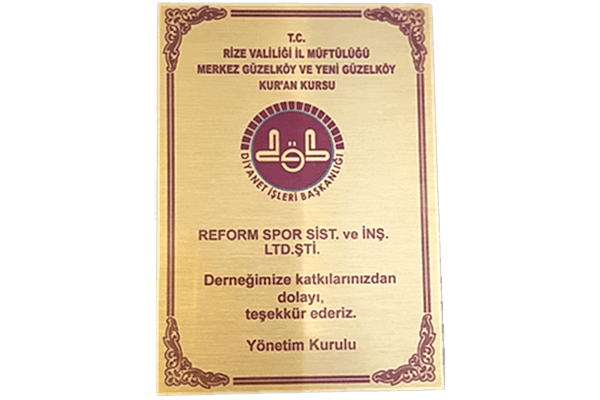 T.C.
RİZE VALİLİĞİ İL MÜFTÜLÜĞÜ
MERKEZ GÜZELKÖY VE YENİ GÜZELKÖY
KUR'AN KURSU
DİYANET İŞLERİ BAŞKANLIĞI
REFORM SPOR SİST. ve İNŞ.
LTD.ŞTİ.
Derneğimize katkılarınızdan
dolayı,
teşekkür ederiz.
Yönetim Kurulu